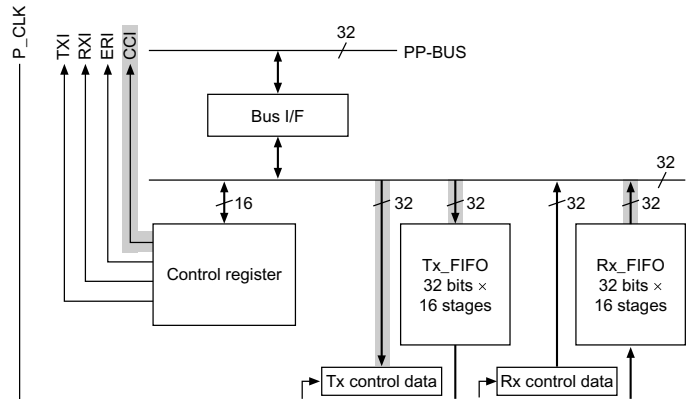 P_CLK
TXI
RXI
ERI
CCI
32
PP-BUS
Bus I/F
32
16
32
32
32
32
Control register
Tx_FIFO
32 bits ×
16 stages
Rx_FIFO
32 bits ×
16 stages
Tx control data
Rx control data